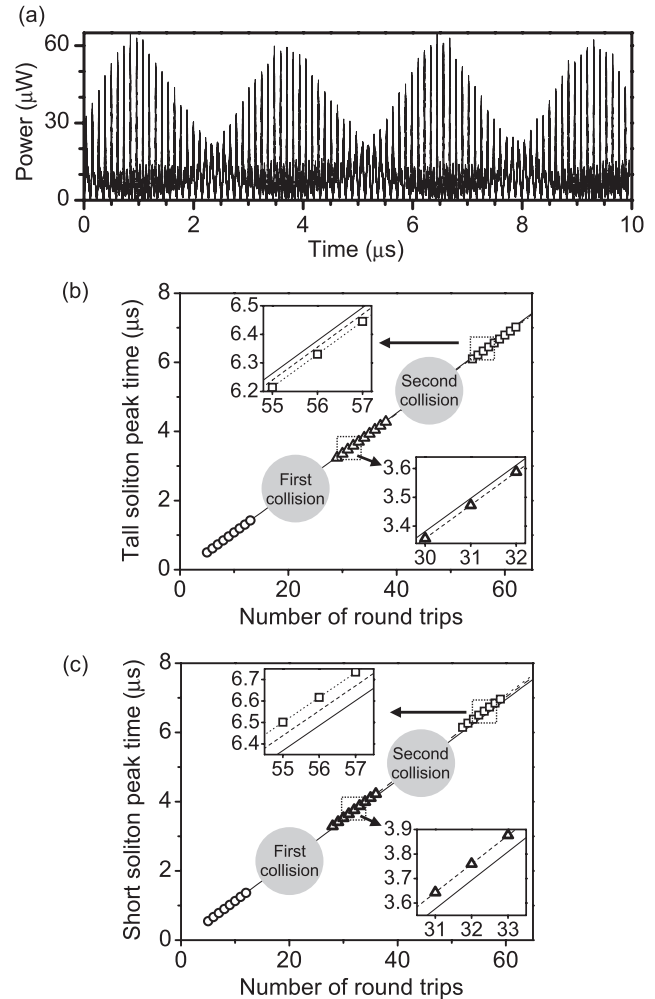 (a)
Power (μW)
60
30
0
0 2 4 6 8 10
Time (μs)
(b)
Tall soliton peak time (μs)
8
6
4
2
0
6.5
6.4
6.3
6.2
55 56 57
Second
collision
First
collision
3.6
3.5
3.4
30 31 32
0 20 40 60
Number of round trips
(c)
Short soliton peak time (μs)
8
6
4
2
0
6.7
6.6
6.5
6.4
55 56 57
Second
collision
First
collision
3.9
3.8
3.7
3.6
31 32 33
0 20 40 60
Number of round trips